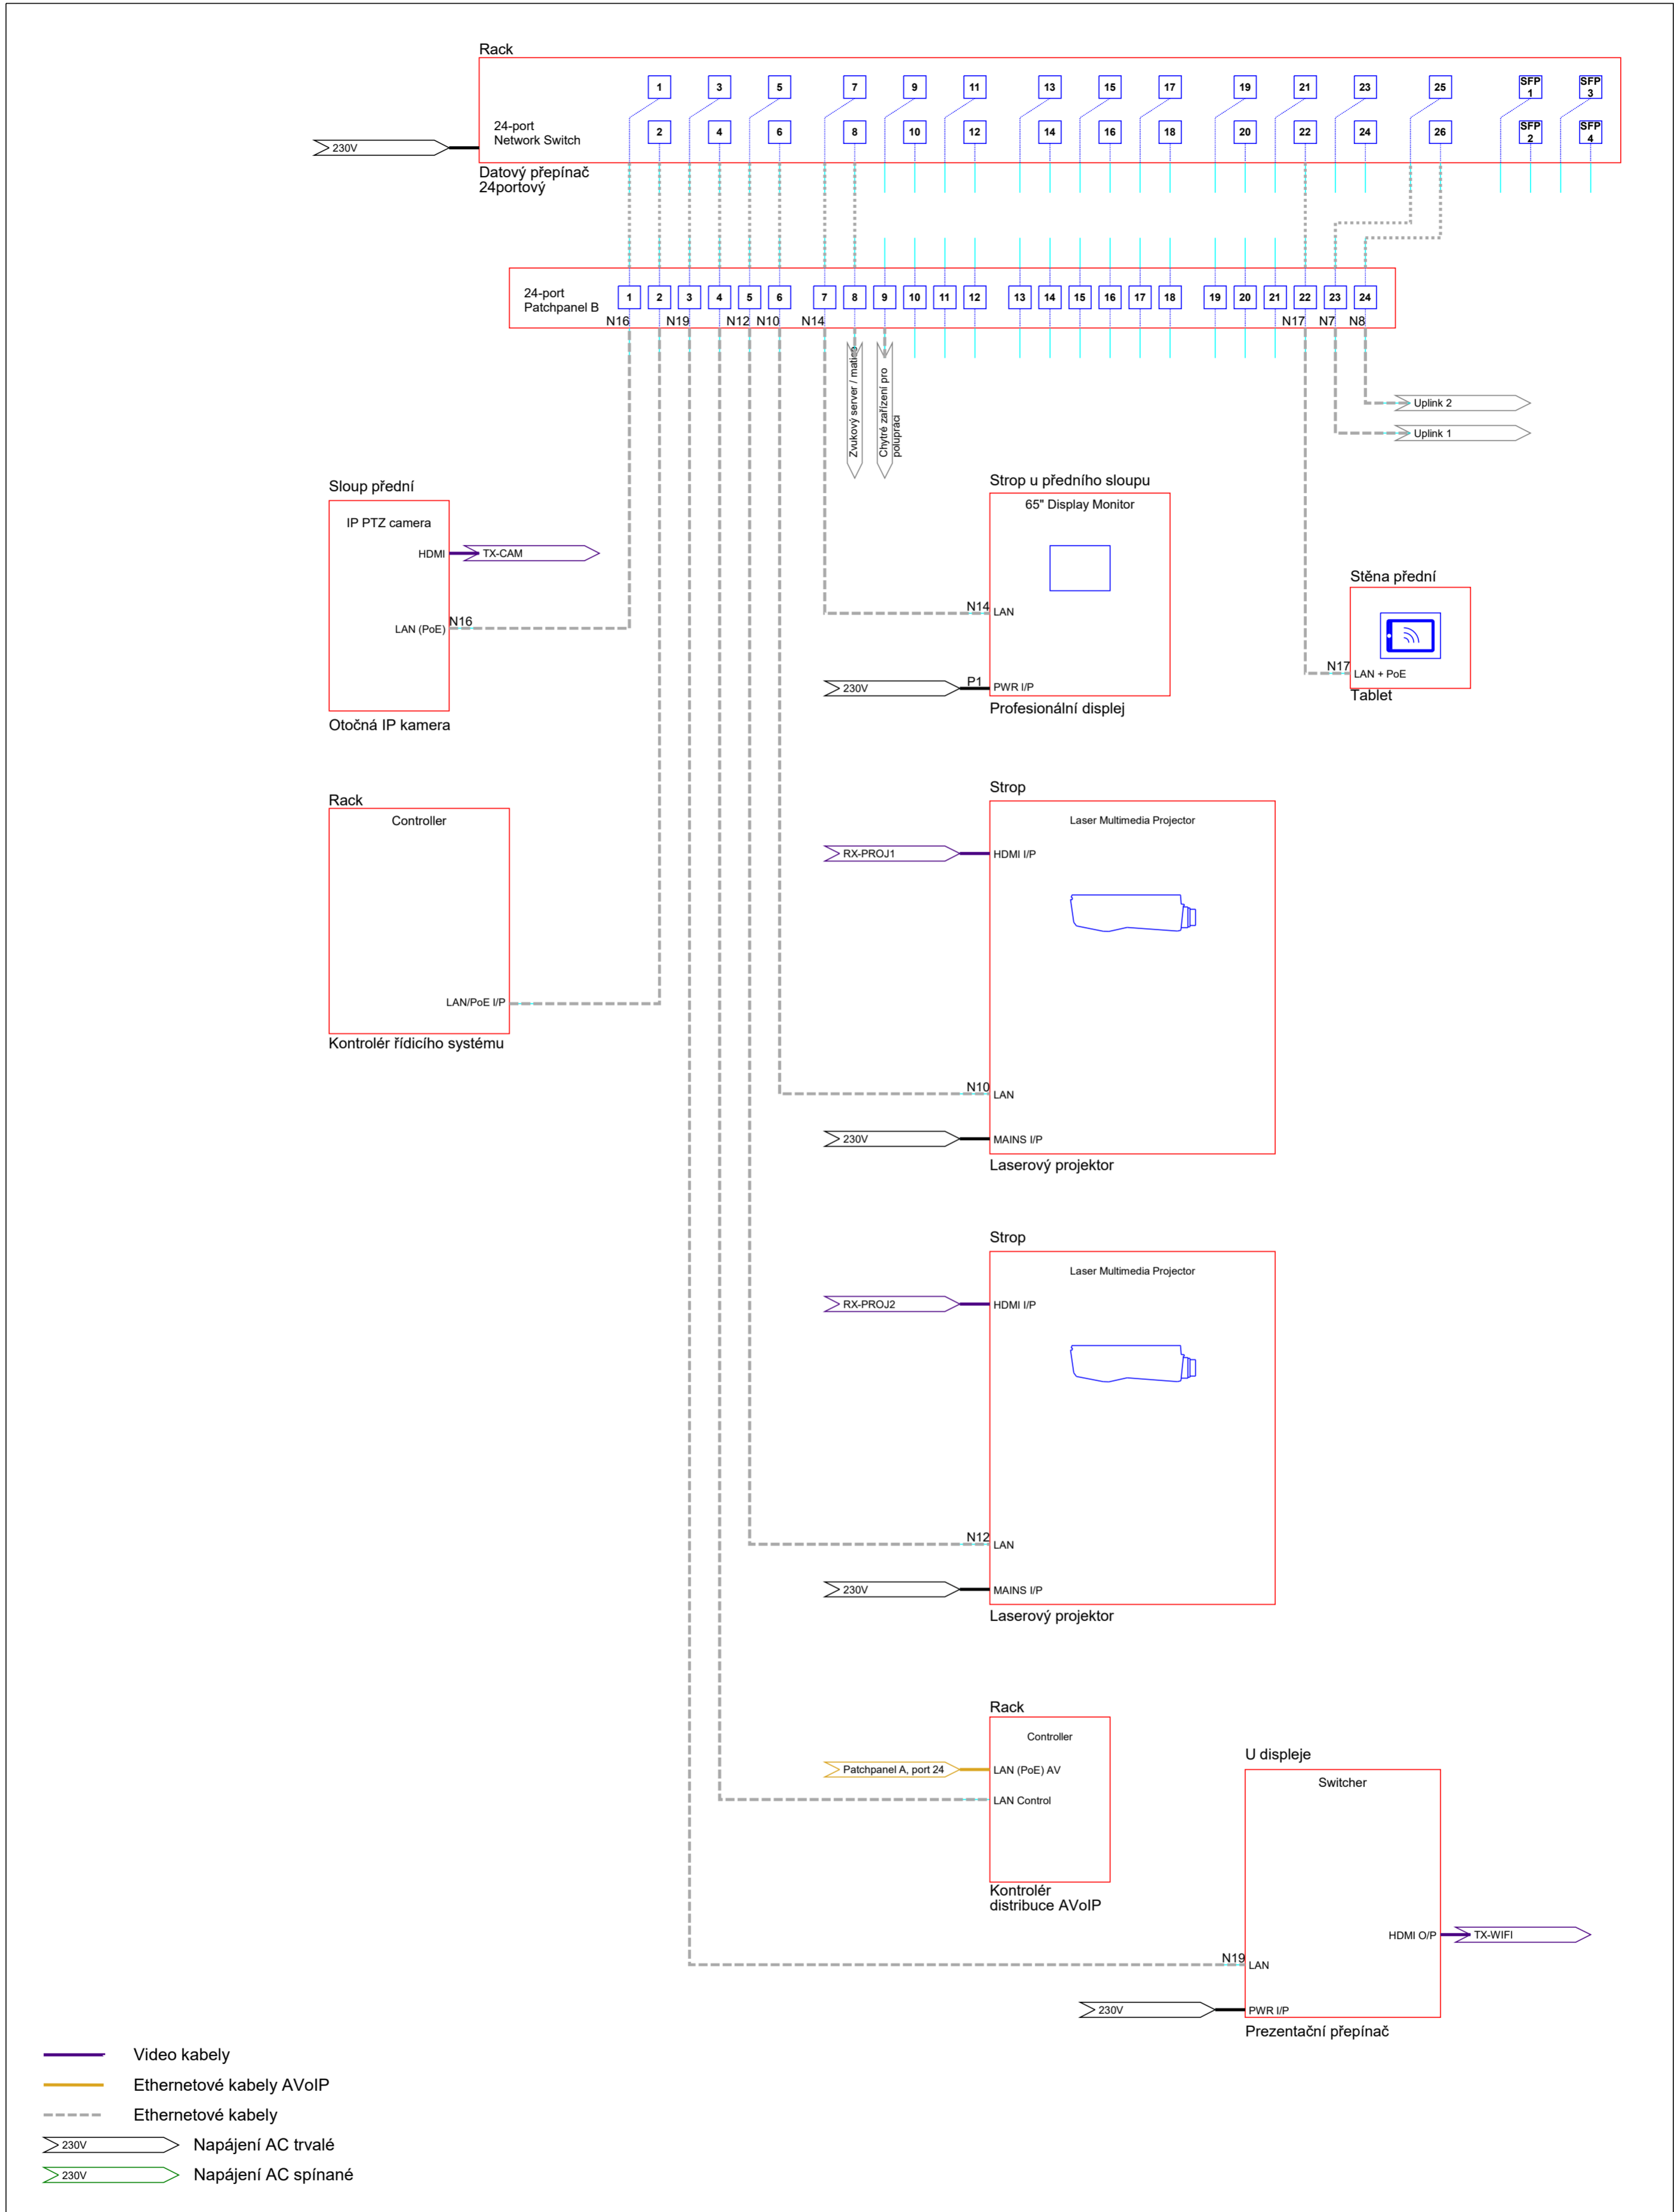 Rack
1 3 5 7 9 11 13 15 17 19 21 23 25 SFP 1 SFP 3
24-port
Network Switch
2 4 6 8 10 12 14 16 18 20 22 24 26 SFP 2 SFP 4
230V
Datový přepínač
24portový
24-port
Patchpanel B
1 2 3 4 5 6 7 8 9 10 11 12 13 14 15 16 17 18 19 20 21 22 23 24
N16 N19 N12 N10 N14 N17 N7 N8
Zvukový server / matice
Chytré zařízení pro
polupráci
Uplink 2
Uplink 1
Sloup přední
IP PTZ camera
HDMI
TX-CAM
N16
LAN (PoE)
Otočná IP kamera
Strop u předního sloupu
65" Display Monitor
N14
LAN
230V
P1
PWR I/P
Profesionální displej
Stěna přední
N17
LAN + PoE
Tablet
Rack
Controller
LAN/PoE I/P
Kontrolér řídicího systému
Strop
Laser Multimedia Projector
RX-PROJ1
HDMI I/P
N10
LAN
230V
MAINS I/P
Laserový projektor
Strop
Laser Multimedia Projector
RX-PROJ2
HDMI I/P
N12
LAN
230V
MAINS I/P
Laserový projektor
Rack
Controller
Patchpanel A, port 24
LAN (PoE) AV
LAN Control
Kontrolér
distribuce AVoIP
U displeje
Switcher
HDMI O/P
TX-WIFI
N19
LAN
230V
PWR I/P
Prezentační přepínač
Video kabely
Ethernetové kabely AVoIP
Ethernetové kabely
230V Napájení AC trvalé
230V Napájení AC spínané